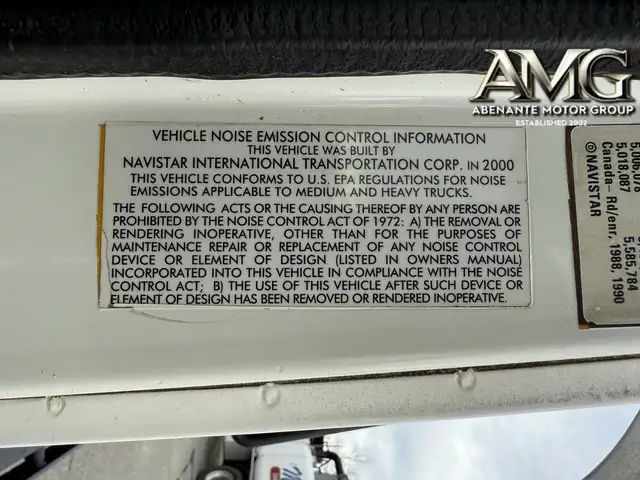 AMG
ABENANTE MOTOR GROUP
ESTABLISHED 2002
VEHICLE NOISE EMISSION CONTROL INFORMATION
THIS VEHICLE WAS BUILT BY
NAVISTAR INTERNATIONAL TRANSPORTATION CORP. IN 2000
THIS VEHICLE CONFORMS TO U.S. EPA REGULATIONS FOR NOISE
EMISSIONS APPLICABLE TO MEDIUM AND HEAVY TRUCKS.
THE FOLLOWING ACTS OR THE CAUSING THEREOF BY ANY PERSON ARE
PROHIBITED BY THE NOISE CONTROL ACT OF 1972: A) THE REMOVAL OR
RENDERING INOPERATIVE, OTHER THAN FOR THE PURPOSES OF
MAINTENANCE REPAIR OR REPLACEMENT OF ANY NOISE CONTROL
DEVICE OR ELEMENT OF DESIGN (LISTED IN OWNERS MANUAL)
INCORPORATED INTO THIS VEHICLE IN COMPLIANCE WITH THE NOISE
CONTROL ACT; B) THE USE OF THIS VEHICLE AFTER SUCH DEVICE OR
ELEMENT OF DESIGN HAS BEEN REMOVED OR RENDERED INOPERATIVE.
5,018,087 5,585,784
Canada- Rd/enr, 1988, 1990
©NAVISTAR